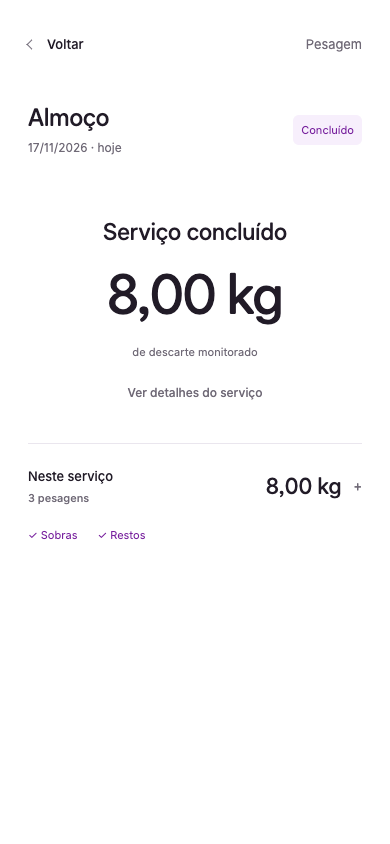 Voltar
Pesagem
Almoço
17/11/2026 · hoje
Concluído
Serviço concluído
8,00 kg
de descarte monitorado
Ver detalhes do serviço
Neste serviço
3 pesagens
8,00 kg +
✓ Sobras ✓ Restos